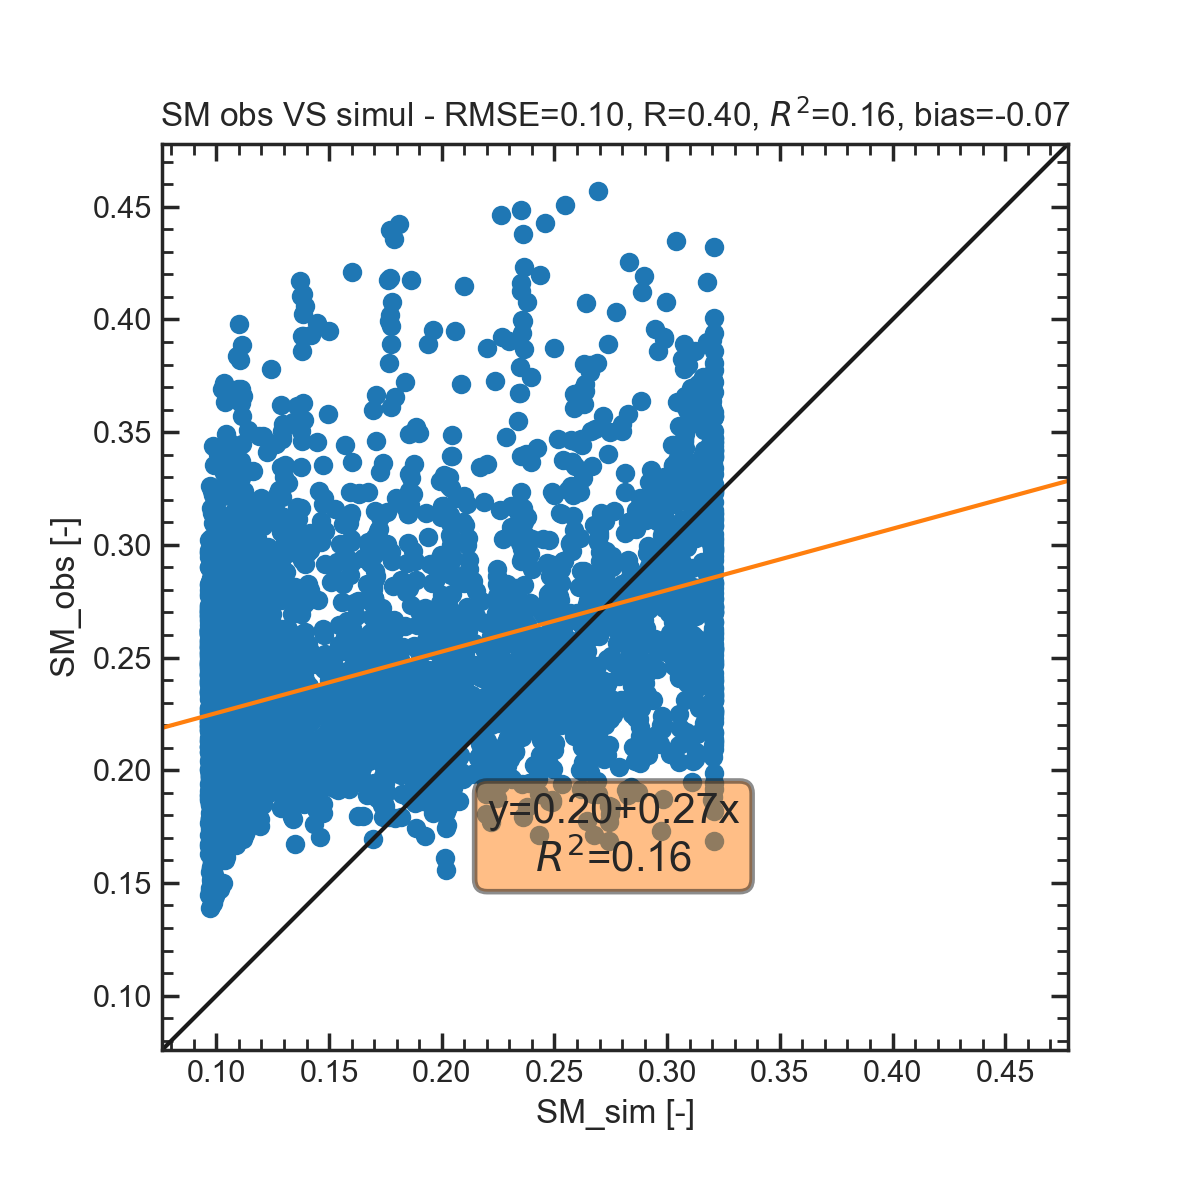 SM obs VS simul - RMSE=0.10, R=0.40, R²=0.16, bias=-0.07
0.45
0.40
0.35
0.30
0.25
0.20
0.15
0.10
SM_obs [-]
y=0.20+0.27x
R²=0.16
0.10 0.15 0.20 0.25 0.30 0.35 0.40 0.45
SM_sim [-]